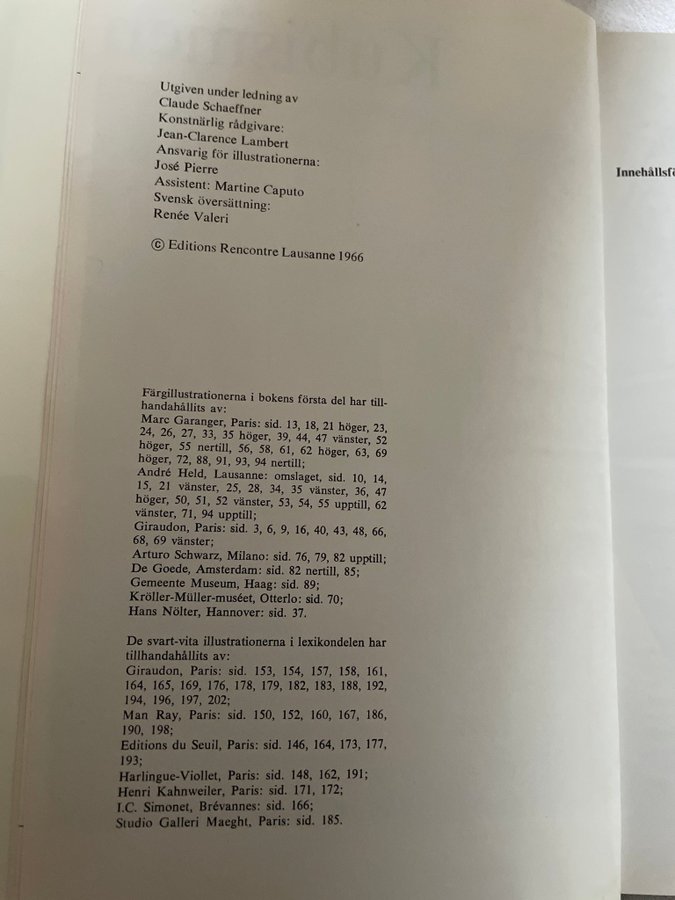 Utgiven under ledning av
Claude Schaeffner
Konstnärlig rådgivare:
Jean-Clarence Lambert
Ansvarig för illustrationerna:
José Pierre
Assistent: Martine Caputo
Svensk översättning:
Renée Valeri
© Editions Rencontre Lausanne 1966
Färgillustrationerna i bokens första del har till-
handahållits av:
Marc Garanger, Paris: sid. 13, 18, 21 höger, 23,
24, 26, 27, 33, 35 höger, 39, 44, 47 vänster, 52
höger, 55 nertill, 56, 58, 61, 62 höger, 63, 69
höger, 72, 88, 91, 93, 94 nertill;
André Held, Lausanne: omslaget, sid. 10, 14,
15, 21 vänster, 25, 28, 34, 35 vänster, 36, 47
höger, 50, 51, 52 vänster, 53, 54, 55 upptill, 62
vänster, 71, 94 upptill;
Giraudon, Paris: sid. 3, 6, 9, 16, 40, 43, 48, 66,
68, 69 vänster;
Arturo Schwarz, Milano: sid. 76, 79, 82 upptill;
De Goede, Amsterdam: sid. 82 nertill, 85;
Gemeente Museum, Haag: sid. 89;
Kröller-Müller-muséet, Otterlo: sid. 70;
Hans Nölter, Hannover: sid. 37.
De svart-vita illustrationerna i lexikondelen har
tillhandahållits av:
Giraudon, Paris: sid. 153, 154, 157, 158, 161,
164, 165, 169, 176, 178, 179, 182, 183, 188, 192,
194, 196, 197, 202;
Man Ray, Paris: sid. 150, 152, 160, 167, 186,
190, 198;
Editions du Seuil, Paris: sid. 146, 164, 173, 177,
193;
Harlingue-Viollet, Paris: sid. 148, 162, 191;
Henri Kahnweiler, Paris: sid. 171, 172;
I.C. Simonet, Brévannes: sid. 166;
Studio Galleri Maeght, Paris: sid. 185.